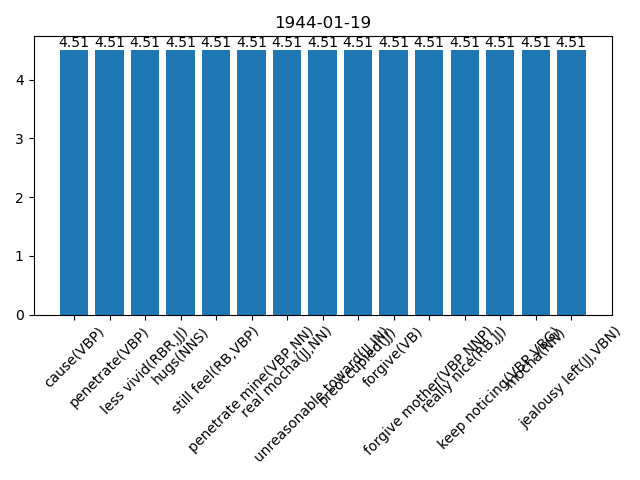 1944-01-19
4.51 4.51 4.51 4.51 4.51 4.51 4.51 4.51 4.51 4.51 4.51 4.51 4.51 4.51 4.51
4
3
2
1
0
cause(VBP)
penetrate(VBP)
less vivid(RBR,JJ)
hugs(NNS)
still feel(RB,VBP)
penetrate mine(VBP,NN)
real mocha(JJ,NN)
unreasonable toward(JJ,IN)
preoccupied(JJ)
forgive(VB)
forgive mother(VBP,NNP)
really nice(RB,JJ)
keep noticing(VBP,VBG)
mocha(NN)
jealousy left(JJ,VBN)